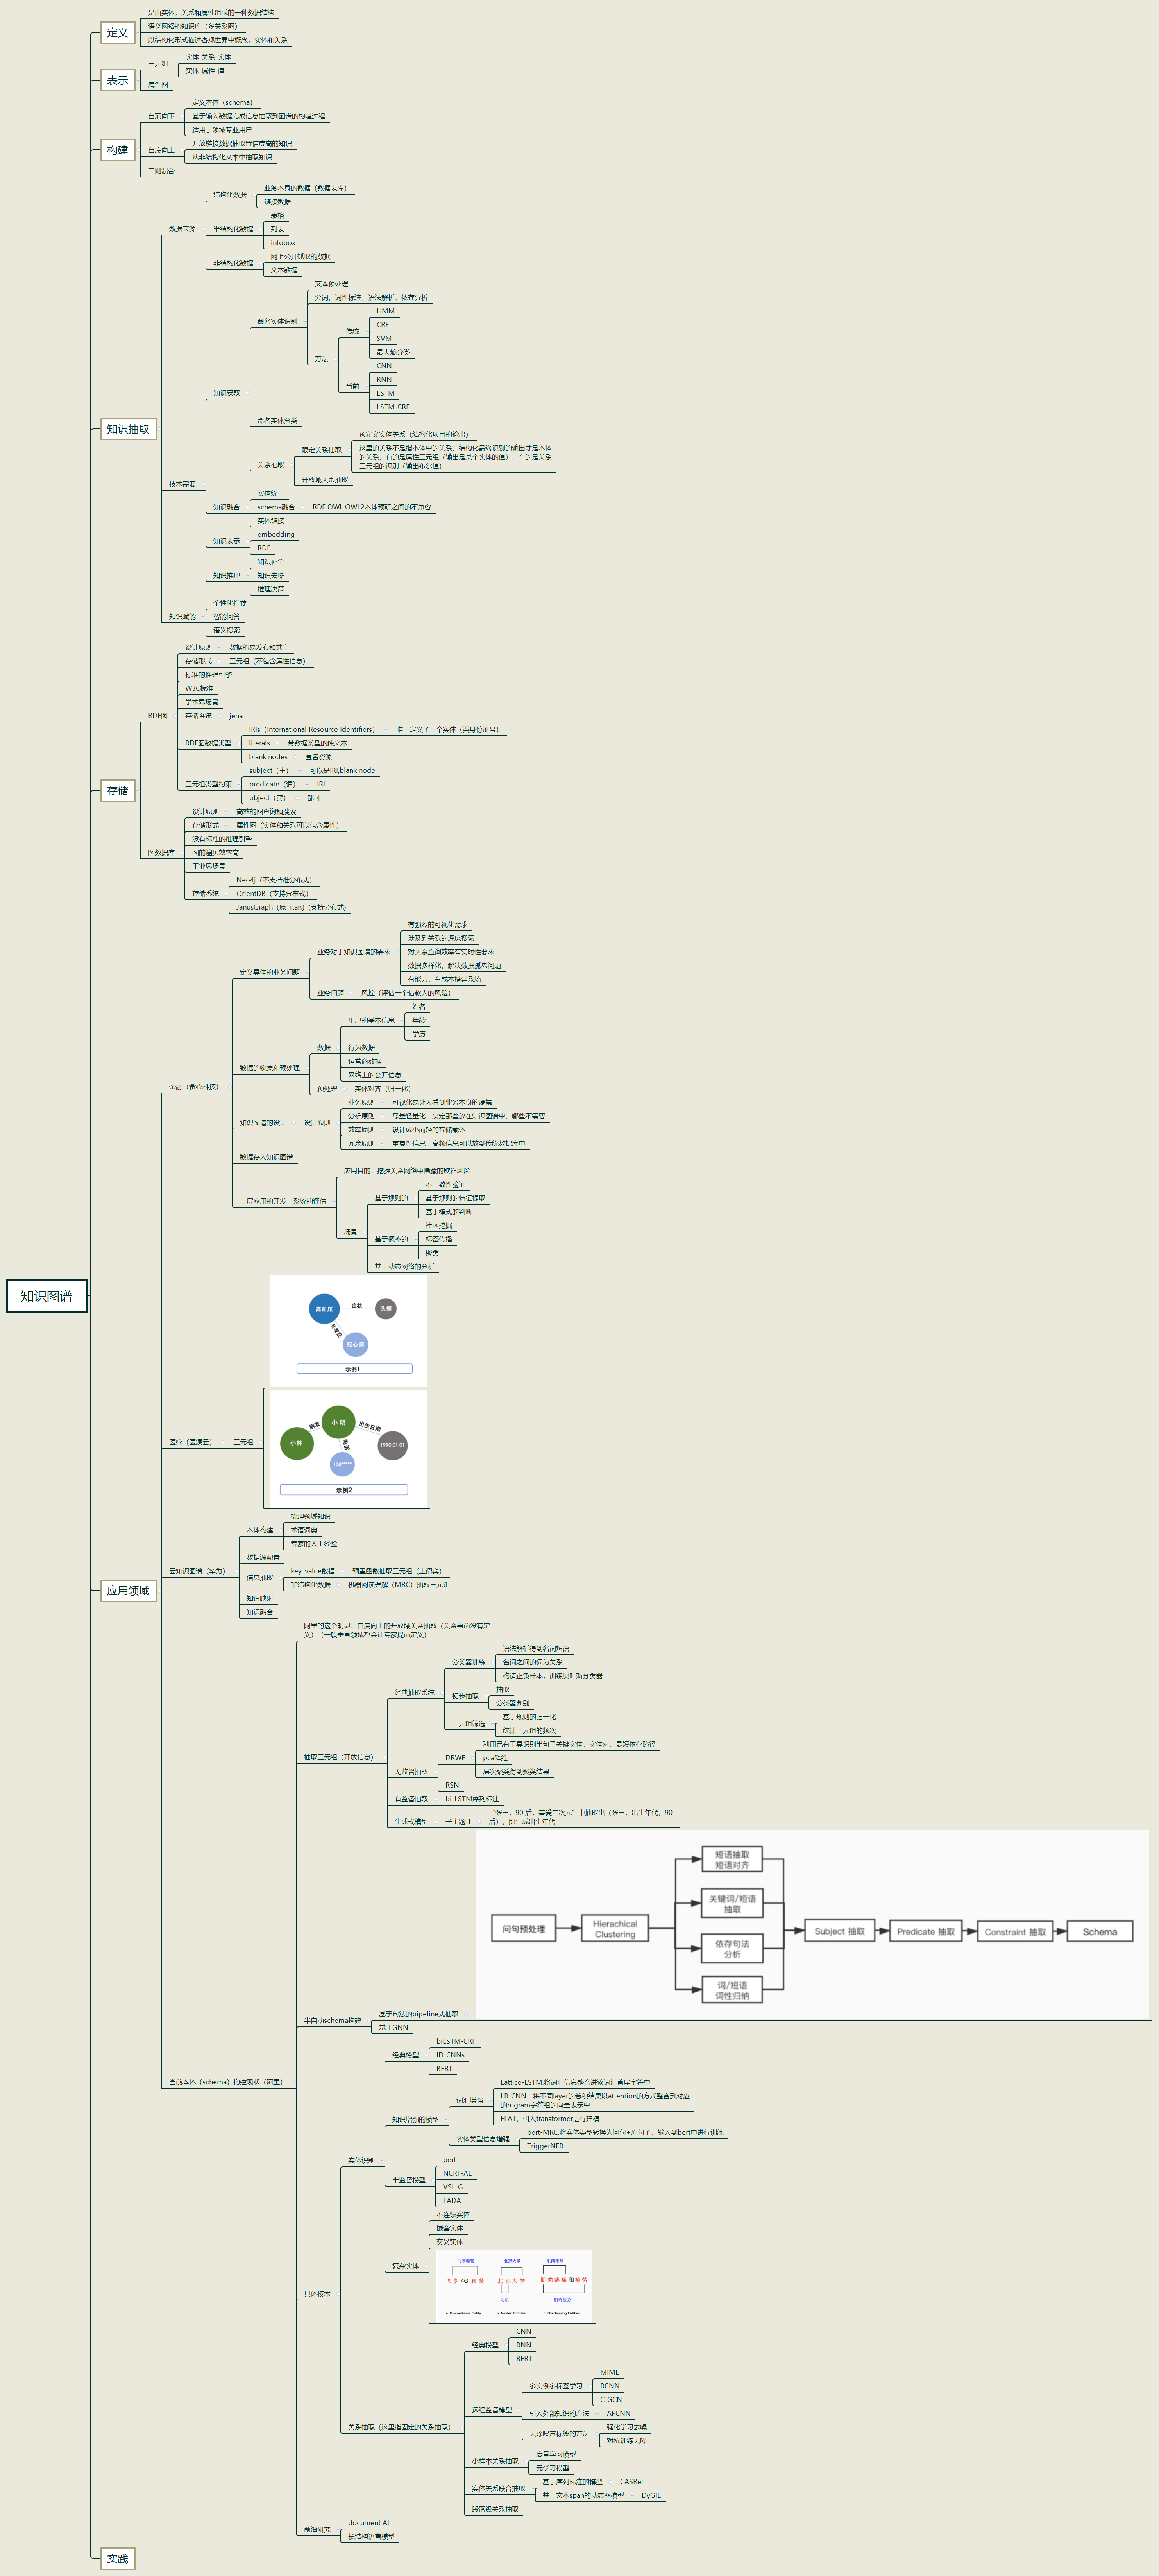 知识图谱
定义
是由实体、关系和属性组成的一种数据结构
语义网络的知识库（多关系图）
以结构化形式描述客观世界中概念、实体和关系
表示
三元组
实体-关系-实体
实体-属性-值
属性图
构建
自顶向下
定义本体（schema）
基于输入数据完成信息抽取到图谱的构建过程
适用于领域专业用户
自底向上
开放链接数据抽取置信度高的知识
从非结构化文本中抽取知识
二则混合
知识抽取
数据来源
结构化数据
业务本身的数据（数据表库）
链接数据
半结构化数据
表格
列表
infobox
非结构化数据
网上公开抓取的数据
文本数据
技术需要
知识获取
命名实体识别
文本预处理
分词、词性标注、语法解析、依存分析
方法
传统
HMM
CRF
SVM
最大熵分类
当前
CNN
RNN
LSTM
LSTM-CRF
命名实体分类
关系抽取
限定关系抽取
预定义实体关系（结构化项目的输出）
这里的关系不是指本体中的关系，结构化最终识别的输出才是本体
的关系，有的是属性三元组（输出是某个实体的值），有的是关系
三元组的识别（输出布尔值）
开放域关系抽取
知识融合
实体统一
schema融合
RDF OWL OWL2本体预研之间的不兼容
实体链接
知识表示
embedding
RDF
知识推理
知识补全
知识去噪
推理决策
知识赋能
个性化推荐
智能问答
语义搜索
存储
RDF图
设计原则
数据的易发布和共享
存储形式
三元组（不包含属性信息）
标准的推理引擎
W3C标准
学术界场景
存储系统
jena
RDF图数据类型
IRIs（International Resource Identifiers）
唯一定义了一个实体（类身份证号）
literals
带数据类型的纯文本
blank nodes
匿名资源
三元组类型约束
subject（主）
可以是IRI,blank node
predicate（谓）
IRI
object（宾）
都可
图数据库
设计原则
高效的图查询和搜索
存储形式
属性图（实体和关系可以包含属性）
没有标准的推理引擎
图的遍历效率高
工业界场景
存储系统
Neo4j（不支持准分布式）
OrientDB（支持分布式）
JanusGraph（原Titan）(支持分布式)
应用领域
金融（贪心科技）
定义具体的业务问题
业务对于知识图谱的需求
有强烈的可视化需求
涉及到关系的深度搜索
对关系查询效率有实时性要求
数据多样化、解决数据孤岛问题
有能力、有成本搭建系统
业务问题
风控（评估一个借款人的风险）
数据的收集和预处理
数据
用户的基本信息
姓名
年龄
学历
行为数据
运营商数据
网络上的公开信息
预处理
实体对齐（归一化）
知识图谱的设计
设计原则
业务原则
可视化易让人看到业务本身的逻辑
分析原则
尽量轻量化，决定那些放在知识图谱中，哪些不需要
效率原则
设计成小而轻的存储载体
冗余原则
重复性信息，高频信息可以放到传统数据库中
数据存入知识图谱
上层应用的开发，系统的评估
应用目的：挖掘关系网络中隐藏的欺诈风险
场景
基于规则的
不一致性验证
基于规则的特征提取
基于模式的判断
基于概率的
社区挖掘
标签传播
聚类
基于动态网络的分析
医疗（医渡云）
三元组
高血压
症状
头痛
并发症
冠心病
示例1
小明
朋友
小林
出生日期
1990.01.01
电话
138*****
示例2
云知识图谱（华为）
本体构建
梳理领域知识
术语词典
专家的人工经验
数据源配置
信息抽取
key_value数据
预置函数抽取三元组（主谓宾）
非结构化数据
机器阅读理解（MRC）抽取三元组
知识映射
知识融合
当前本体（schema）构建现状（阿里）
阿里的这个明显是自底向上的开放域关系抽取（关系事前没有定
义）（一般垂直领域都会让专家提前定义）
抽取三元组（开放信息）
经典抽取系统
分类器训练
语法解析得到名词短语
名词之间的词为关系
构造正负样本，训练贝叶斯分类器
初步抽取
抽取
分类器判别
三元组筛选
基于规则的归一化
统计三元组的频次
无监督抽取
DRWE
利用已有工具识别出句子关键实体，实体对，最短依存路径
pca降维
层次聚类得到聚类结果
RSN
有监督抽取
bi-LSTM序列标注
生成式模型
子主题 1
“张三，90 后，喜爱二次元”中抽取出（张三，出生年代，90
后），即生成出生年代
半自动schema构建
基于句法的pipeline式抽取
问句预处理
Hierachical
Clustering
短语抽取
短语对齐
关键词/短语
抽取
依存句法
分析
词/短语
词性归纳
Subject 抽取
Predicate 抽取
Constraint 抽取
Schema
基于GNN
具体技术
实体识别
经典模型
biLSTM-CRF
ID-CNNs
BERT
知识增强的模型
词汇增强
Lattice-LSTM,将词汇信息整合进该词汇首尾字符中
LR-CNN，将不同layer的卷积结果以attention的方式整合到对应
的n-gram字符组的向量表示中
FLAT，引入transformer进行建模
实体类型信息增强
bert-MRC,将实体类型转换为问句+原句子，输入到bert中进行训练
TriggerNER
半监督模型
bert
NCRF-AE
VSL-G
LADA
复杂实体
不连续实体
嵌套实体
交叉实体
飞享套餐
飞享4G套餐
a. Discontinous Entity
北京大学
北京大学
北京
b. Nested Entities
肌肉疼痛
肌肉疼痛和疲劳
肌肉疲劳
c. Overlapping Entities
关系抽取（这里指固定的关系抽取）
经典模型
CNN
RNN
BERT
远程监督模型
多实例多标签学习
MIML
RCNN
C-GCN
引入外部知识的方法
APCNN
去除噪声标签的方法
强化学习去噪
对抗训练去噪
小样本关系抽取
度量学习模型
元学习模型
实体关系联合抽取
基于序列标注的模型
CASRel
基于文本span的动态图模型
DyGIE
段落级关系抽取
前沿研究
document AI
长结构语言模型
实践